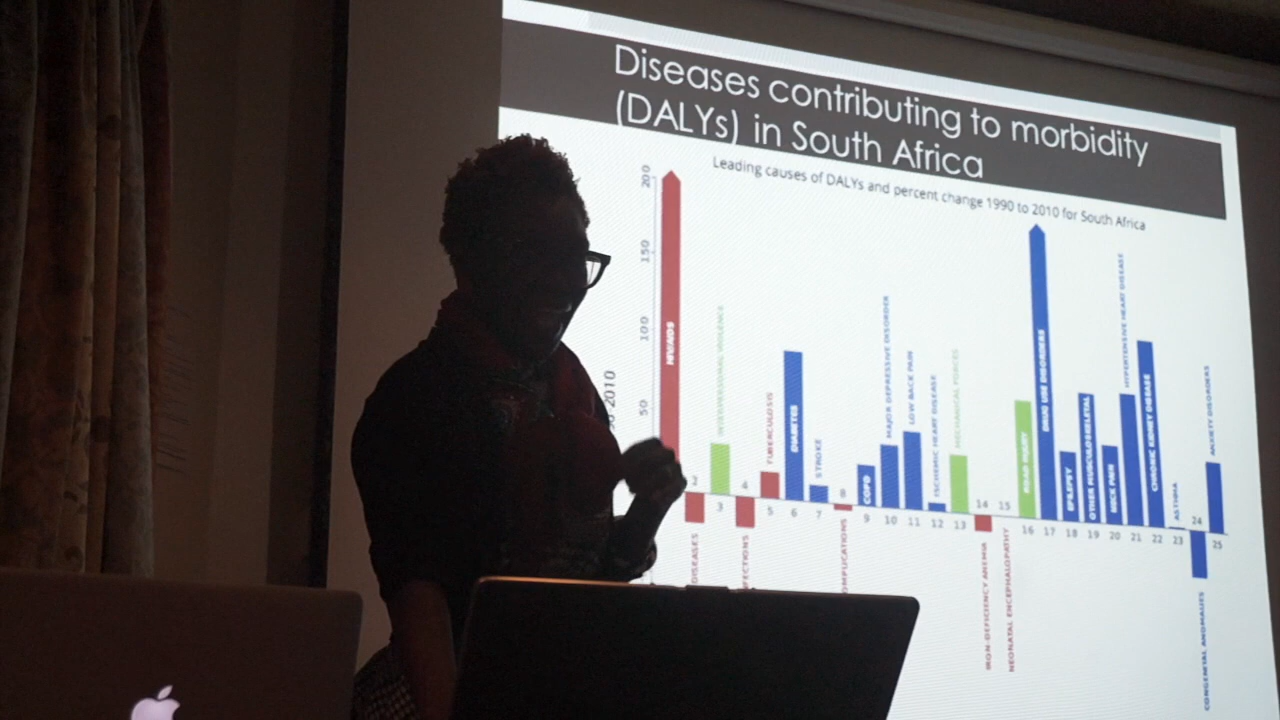 Diseases contributing to morbidity
(DALYs) in South Africa
Leading causes of DALYs and percent change 1990 to 2010 for South Africa
200
150
100
50
-2010
HIV/AIDS
2
DISEASES
INTERPERSONAL VIOLENCE
3
4
TUBERCULOSIS
5
DIABETES
6
STROKE
7
8
COPD
9
MAJOR DEPRESSIVE DISORDER
10
LOW BACK PAIN
11
ISCHEMIC HEART DISEASE
12
MECHANICAL FORCES
13
14
IRON-DEFICIENCY ANEMIA
15
NEONATAL ENCEPHALOPATHY
ROAD INJURY
16
DRUG USE DISORDERS
17
EPILEPSY
18
OTHER MUSCULOSKELETAL
19
NECK PAIN
20
HYPERTENSIVE HEART DISEASE
21
CHRONIC KIDNEY DISEASE
22
ASTHMA
23
24
CONGENITAL ANOMALIES
ANXIETY DISORDERS
25